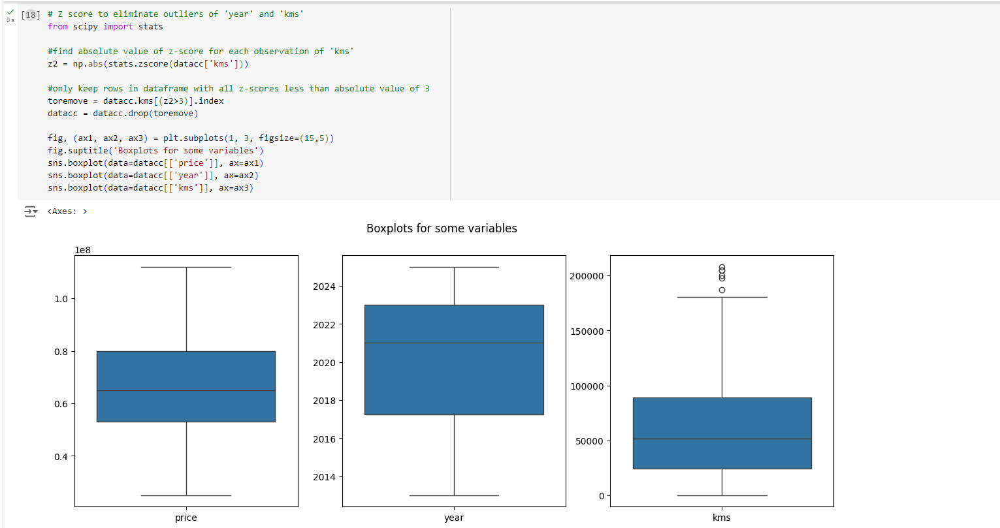 [18] # Z score to eliminate outliers of 'year' and 'kms'
0 s
from scipy import stats
#find absolute value of z-score for each observation of 'kms'
z2 = np.abs(stats.zscore(datacc['kms']))
#only keep rows in dataframe with all z-scores less than absolute value of 3
toremove = datacc.kms[(z2>3)].index
datacc = datacc.drop(toremove)
fig, (ax1, ax2, ax3) = plt.subplots(1, 3, figsize=(15,5))
fig.suptitle('Boxplots for some variables')
sns.boxplot(data=datacc[['price']], ax=ax1)
sns.boxplot(data=datacc[['year']], ax=ax2)
sns.boxplot(data=datacc[['kms']], ax=ax3)
<Axes: >
Boxplots for some variables
1e8
1.0
0.8
0.6
0.4
price
2024
2022
2020
2018
2016
2014
year
200000
150000
100000
50000
0
kms